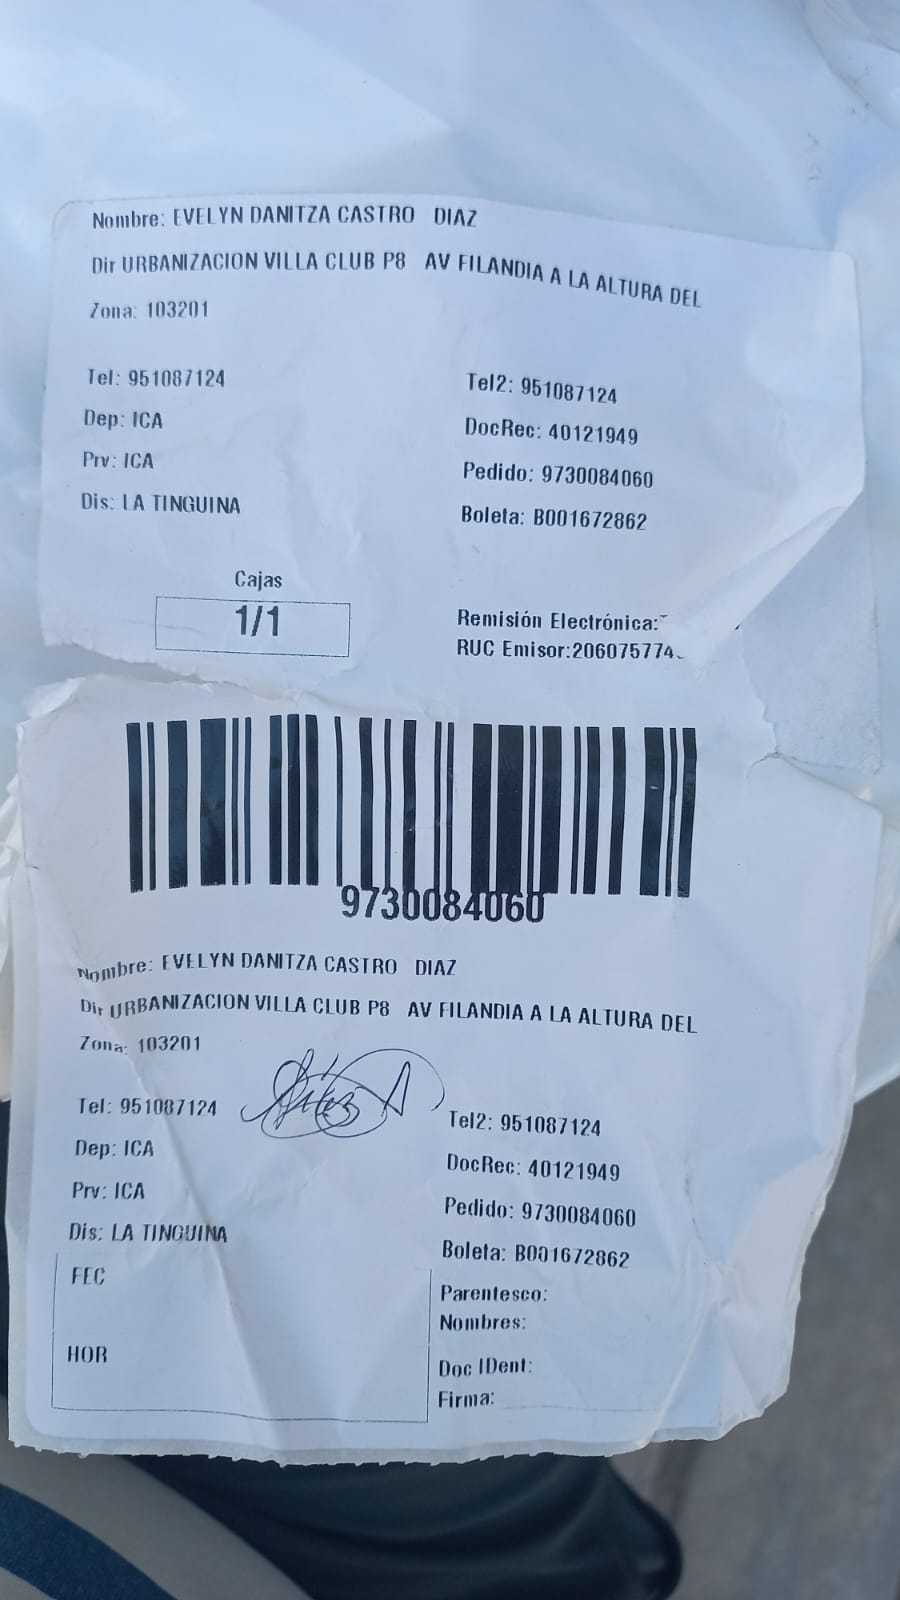 Nombre: EVELYN DANITZA CASTRO DIAZ
Dir URBANIZACION VILLA CLUB P8 AV FILANDIA A LA ALTURA DEL
Zona: 103201
Tel: 951087124 Tel2: 951087124
Dep: ICA DocRec: 40121949
Prv: ICA Pedido: 9730084060
Dis: LA TINGUINA Boleta: B001672862
Cajas
1/1
Remisión Electrónica:
RUC Emisor:206075774
9730084060
Nombre: EVELYN DANITZA CASTRO DIAZ
Dir URBANIZACION VILLA CLUB P8 AV FILANDIA A LA ALTURA DEL
Zona: 103201
Tel: 951087124 Tel2: 951087124
Dep: ICA DocRec: 40121949
Prv: ICA Pedido: 9730084060
Dis: LA TINGUINA Boleta: B001672862
FEC
Parentesco:
Nombres:
HOR
Doc IDent:
Firma: